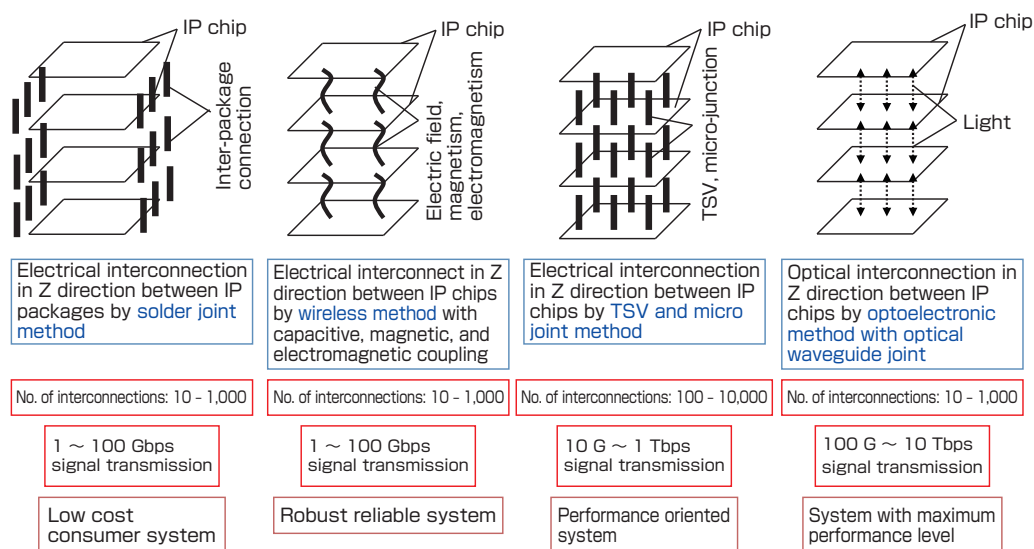 IP chip
Inter-package
connection
Electrical interconnection
in Z direction between IP
packages by solder joint
method
No. of interconnections: 10 - 1,000
1 ～ 100 Gbps
signal transmission
Low cost
consumer system
IP chip
Electric field,
magnetism,
electromagnetism
Electrical interconnect in Z
direction between IP chips
by wireless method with
capacitive, magnetic, and
electromagnetic coupling
No. of interconnections: 10 - 1,000
1 ～ 100 Gbps
signal transmission
Robust reliable system
IP chip
TSV, micro-junction
Electrical interconnection
in Z direction between IP
chips by TSV and micro
joint method
No. of interconnections: 100 - 10,000
10 G ～ 1 Tbps
signal transmission
Performance oriented
system
IP chip
Light
Optical interconnection in
Z direction between IP
chips by optoelectronic
method with optical
waveguide joint
No. of interconnections: 10 - 1,000
100 G ～ 10 Tbps
signal transmission
System with maximum
performance level